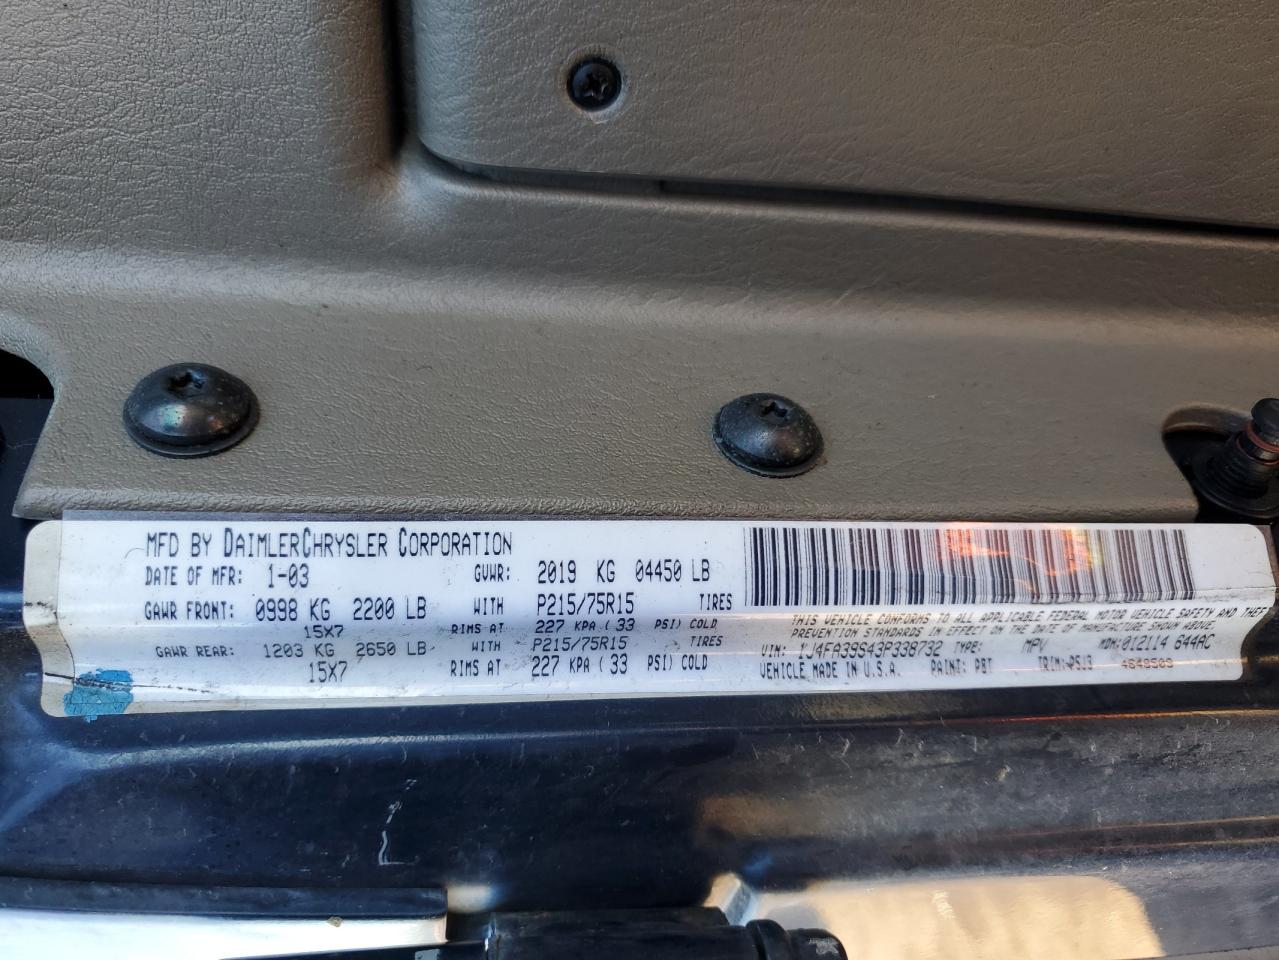 MFD BY DAIMLERCHRYSLER CORPORATION
DATE OF MFR: 1-03 GVWR: 2019 KG 04450 LB
GAWR FRONT: 0998 KG 2200 LB WITH P215/75R15 TIRES
15X7 RIMS AT 227 KPA ( 33 PSI) COLD
GAWR REAR: 1203 KG 2650 LB WITH P215/75R15 TIRES
15X7 RIMS AT 227 KPA ( 33 PSI) COLD
THIS VEHICLE CONFORMS TO ALL APPLICABLE FEDERAL MOTOR VEHICLE SAFETY AND THEFT
PREVENTION STANDARDS IN EFFECT ON THE DATE OF MANUFACTURE SHOWN ABOVE.
VIN: 1J4FA39S43P338732 TYPE: MPV MDH:012114 644AC
VEHICLE MADE IN U.S.A. PAINT: PBT TRIM: